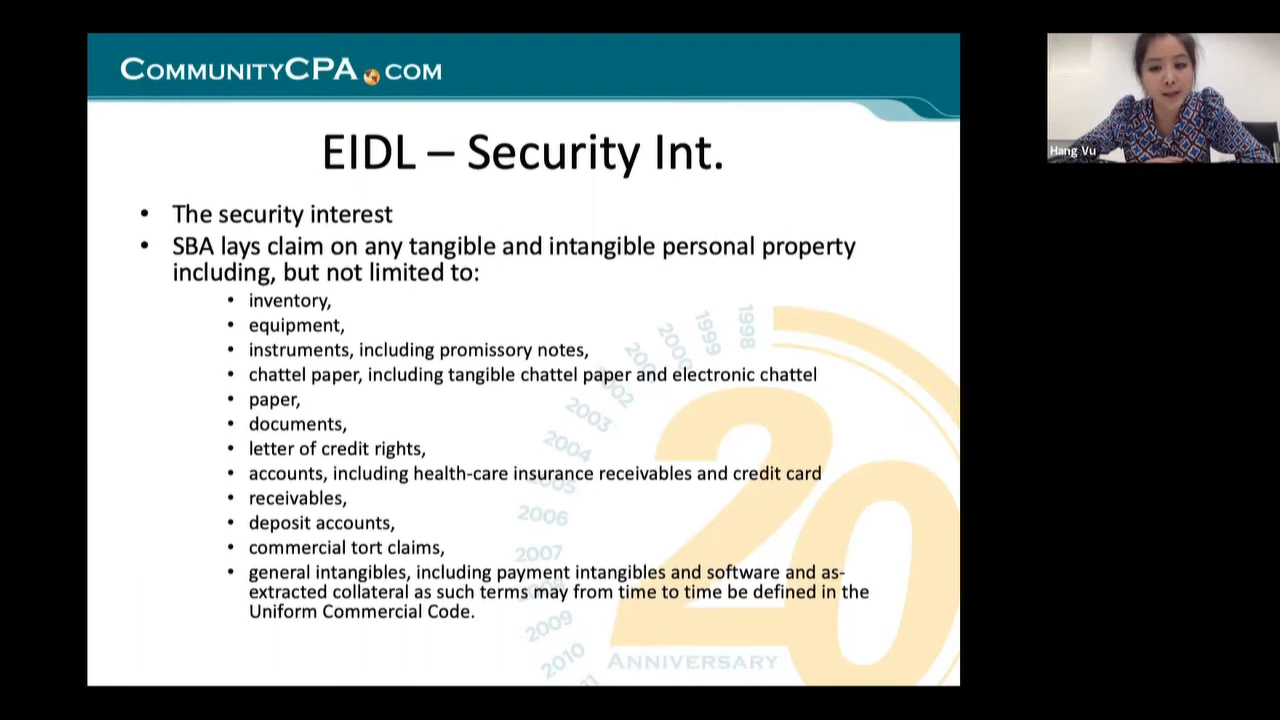 COMMUNITYCPA.COM
EIDL – Security Int.
• The security interest
• SBA lays claim on any tangible and intangible personal property
including, but not limited to:
• inventory,
• equipment,
• instruments, including promissory notes,
• chattel paper, including tangible chattel paper and electronic chattel
• paper,
• documents,
• letter of credit rights,
• accounts, including health-care insurance receivables and credit card
• receivables,
• deposit accounts,
• commercial tort claims,
• general intangibles, including payment intangibles and software and as-
extracted collateral as such terms may from time to time be defined in the
Uniform Commercial Code.
1998
1999
2000
2002
2003
2004
2005
2006
2007
2009
2010
20
ANNIVERSARY
Hang Vu